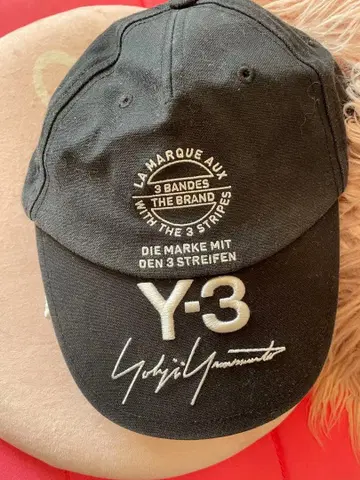 LA MARQUE AUX
3 BANDES
THE BRAND
WITH THE 3 STRIPES
DIE MARKE MIT
DEN 3 STREIFEN
Y-3
Yohji Yamamoto